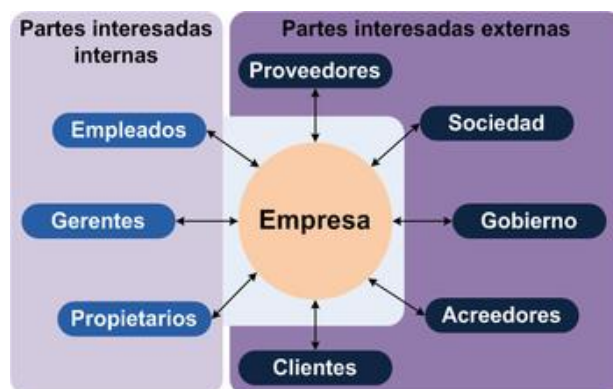 Partes interesadas
internas
Partes interesadas externas
Proveedores
Empleados
Sociedad
Gerentes
Empresa
Gobierno
Propietarios
Acreedores
Clientes